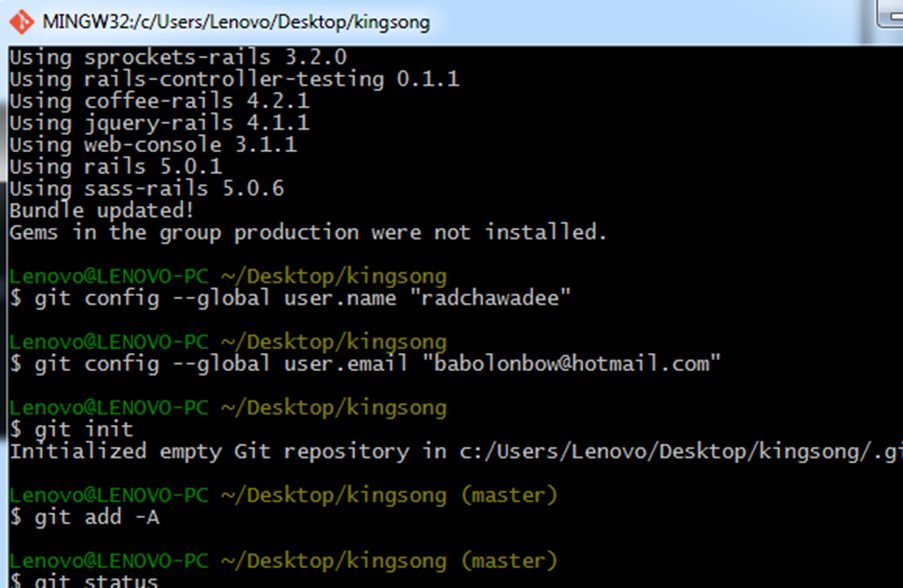 MINGW32:/c/Users/Lenovo/Desktop/kingsong
Using sprockets-rails 3.2.0
Using rails-controller-testing 0.1.1
Using coffee-rails 4.2.1
Using jquery-rails 4.1.1
Using web-console 3.1.1
Using rails 5.0.1
Using sass-rails 5.0.6
Bundle updated!
Gems in the group production were not installed.
Lenovo@LENOVO-PC ~/Desktop/kingsong
$ git config --global user.name "radchawadee"
Lenovo@LENOVO-PC ~/Desktop/kingsong
$ git config --global user.email "babolonbow@hotmail.com"
Lenovo@LENOVO-PC ~/Desktop/kingsong
$ git init
Initialized empty Git repository in c:/Users/Lenovo/Desktop/kingsong/.gi
Lenovo@LENOVO-PC ~/Desktop/kingsong (master)
$ git add -A
Lenovo@LENOVO-PC ~/Desktop/kingsong (master)
$ git status